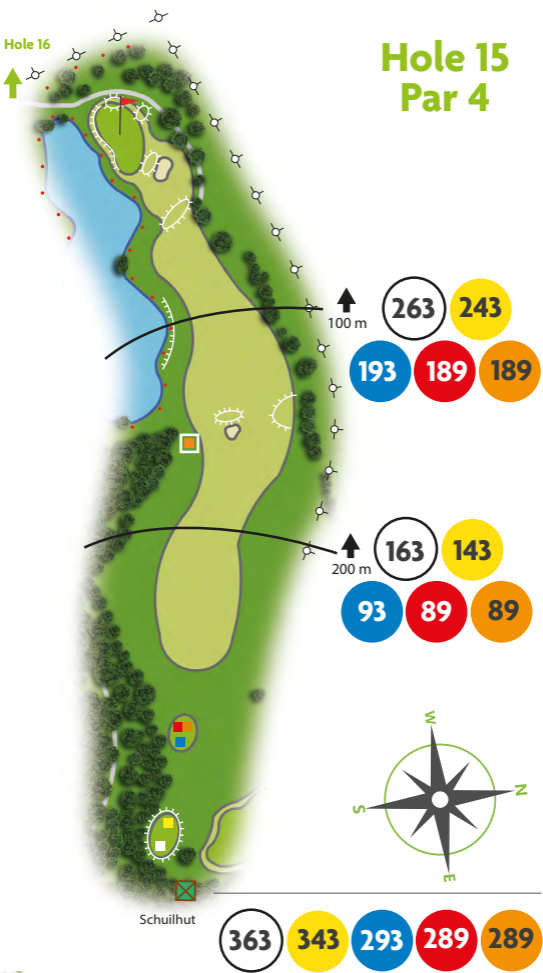 Hole 16
Hole 15
Par 4
100 m
263 243
193 189 189
200 m
163 143
93 89 89
W
S N
E
Schuilhut
363 343 293 289 289